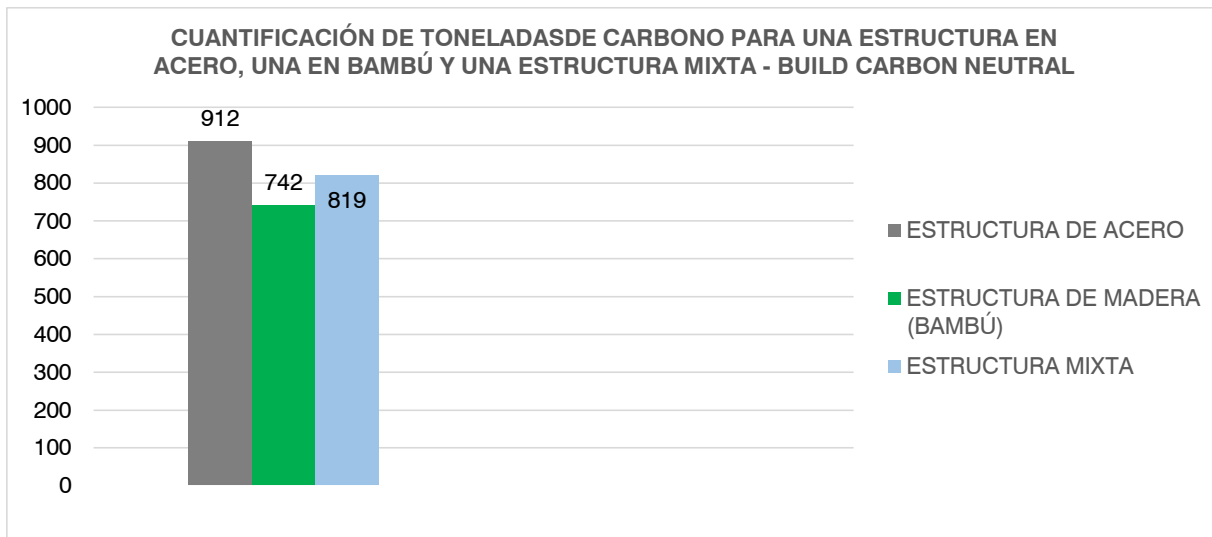 CUANTIFICACIÓN DE TONELADASDE CARBONO PARA UNA ESTRUCTURA EN
ACERO, UNA EN BAMBÚ Y UNA ESTRUCTURA MIXTA - BUILD CARBON NEUTRAL
1000
900
800
700
600
500
400
300
200
100
0
912
742
819
ESTRUCTURA DE ACERO
ESTRUCTURA DE MADERA
(BAMBÚ)
ESTRUCTURA MIXTA